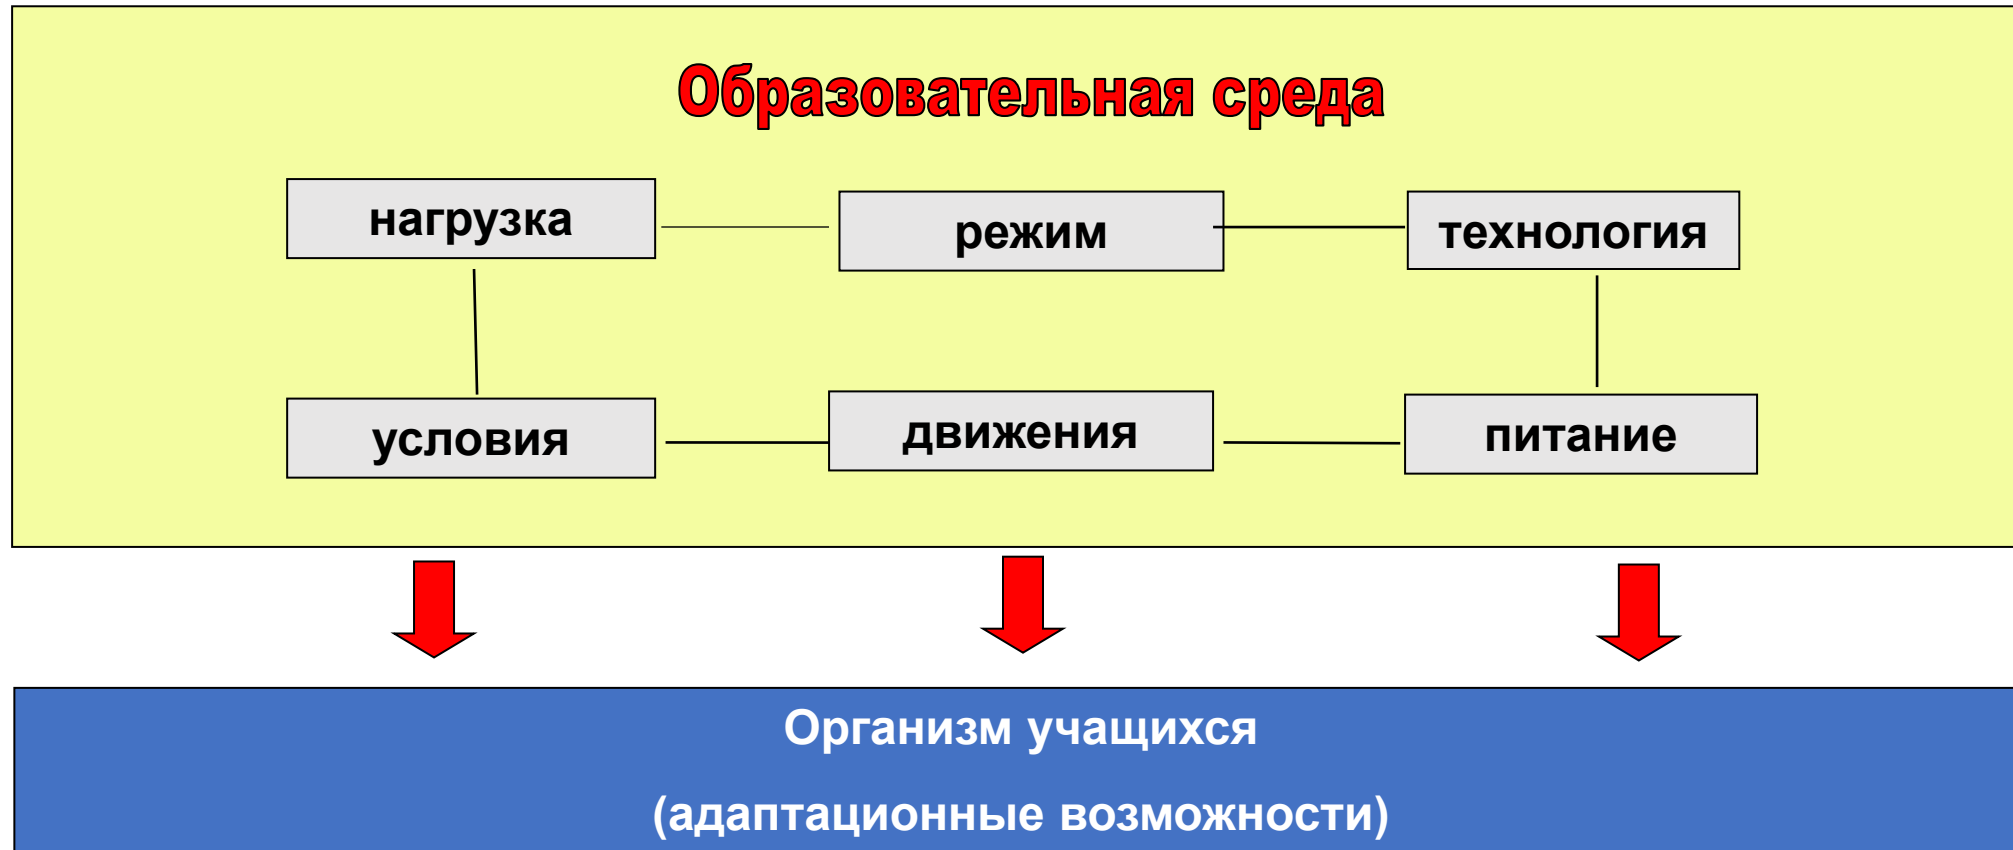 Образовательная среда
нагрузка
режим
технология
условия
движения
питание
Организм учащихся
(адаптационные возможности)